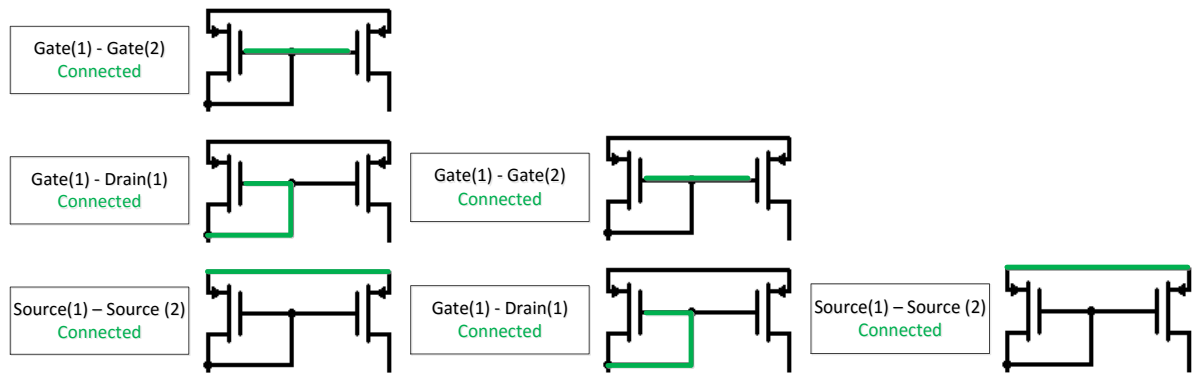 Gate(1) - Gate(2)
Connected
Gate(1) - Drain(1)
Connected
Gate(1) - Gate(2)
Connected
Source(1) – Source (2)
Connected
Gate(1) - Drain(1)
Connected
Source(1) – Source (2)
Connected